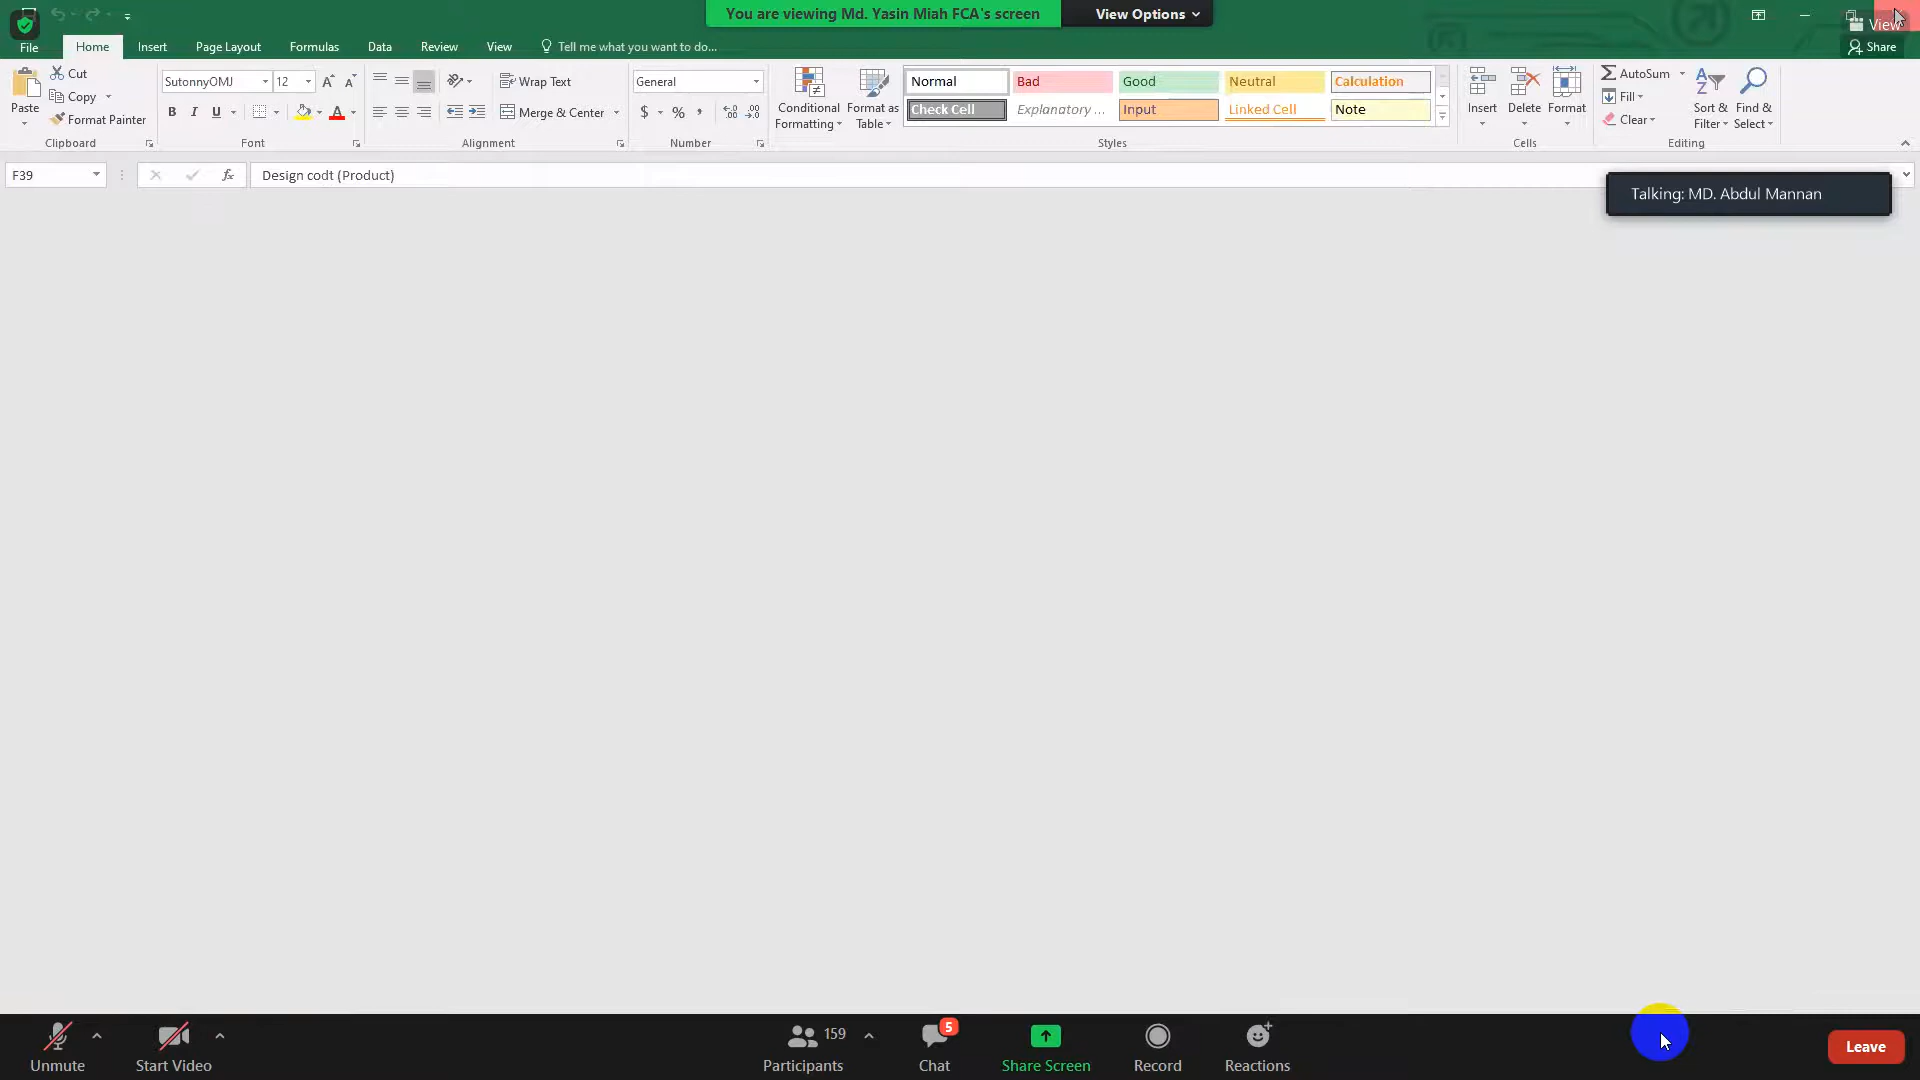 You are viewing Md. Yasin Miah FCA's screen
View Options
View
File
Home
Insert
Page Layout
Formulas
Data
Review
View
Tell me what you want to do...
Share
Paste
Cut
Copy
Format Painter
Clipboard
SutonnyOMJ
12
B I U
Font
Wrap Text
Merge & Center
Alignment
General
$ % ,
Number
Conditional
Formatting
Format as
Table
Normal
Bad
Good
Neutral
Calculation
Check Cell
Explanatory ...
Input
Linked Cell
Note
Styles
Insert
Delete
Format
Cells
AutoSum
Fill
Clear
Sort &
Filter
Find &
Select
Editing
F39
fx
Design codt (Product)
Talking: MD. Abdul Mannan
Unmute
Start Video
159
Participants
5
Chat
Share Screen
Record
Reactions
Leave